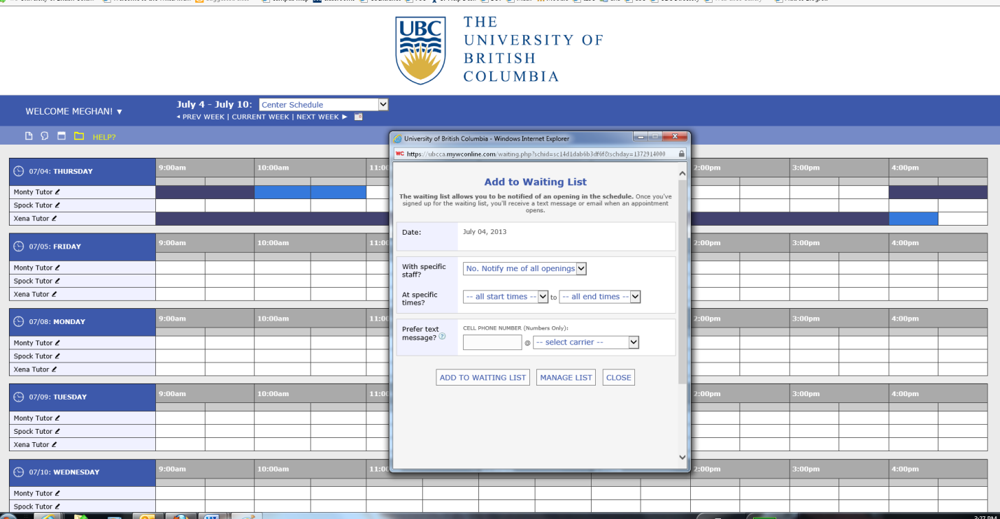 UBC
THE
UNIVERSITY OF
BRITISH
COLUMBIA
WELCOME MEGHAN! ▼
July 4 - July 10: Center Schedule
◄ PREV WEEK | CURRENT WEEK | NEXT WEEK ►
HELP?
07/04: THURSDAY 9:00am 10:00am 11:00 2:00pm 3:00pm 4:00pm
Monty Tutor
Spock Tutor
Xena Tutor
07/05: FRIDAY 9:00am 10:00am 11:00 2:00pm 3:00pm 4:00pm
Monty Tutor
Spock Tutor
Xena Tutor
07/08: MONDAY 9:00am 10:00am 11:00 2:00pm 3:00pm 4:00pm
Monty Tutor
Spock Tutor
Xena Tutor
07/09: TUESDAY 9:00am 10:00am 11:00 2:00pm 3:00pm 4:00pm
Monty Tutor
Spock Tutor
Xena Tutor
07/10: WEDNESDAY 9:00am 10:00am 11:00 2:00pm 3:00pm 4:00pm
Monty Tutor
Spock Tutor
University of British Columbia - Windows Internet Explorer
WC https://ubcca.mywconline.com/waiting.php?schid=sc14d1dab6b3df6f8&schday=1372914000
Add to Waiting List
The waiting list allows you to be notified of an opening in the schedule. Once you've
signed up for the waiting list, you'll receive a text message or email when an appointment
opens.
Date: July 04, 2013
With specific
staff? No. Notify me of all openings
At specific
times? -- all start times -- to -- all end times --
Prefer text
message? CELL PHONE NUMBER (Numbers Only):
@ -- select carrier --
ADD TO WAITING LIST MANAGE LIST CLOSE
3:27 PM